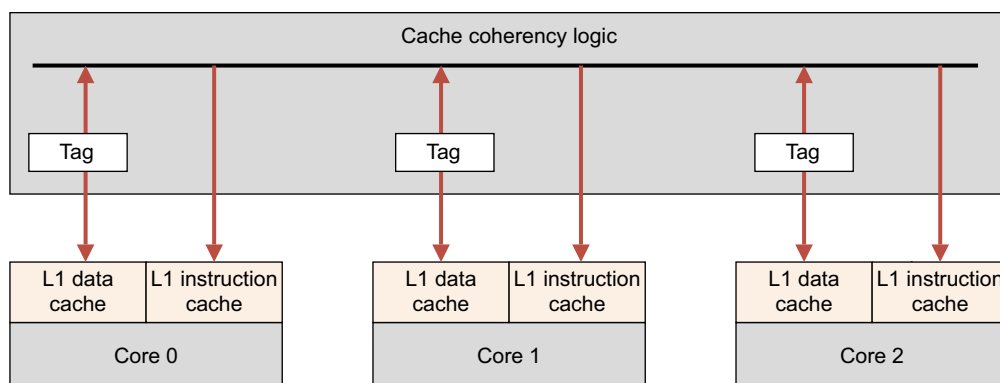 Cache coherency logic
Tag
Tag
Tag
L1 data
cache
L1 instruction
cache
L1 data
cache
L1 instruction
cache
L1 data
cache
L1 instruction
cache
Core 0
Core 1
Core 2